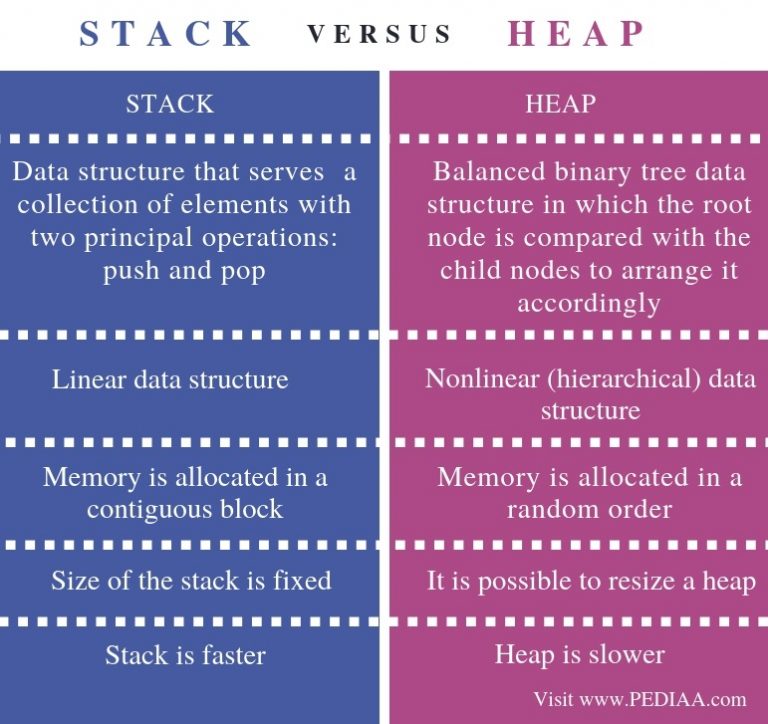 STACK VERSUS HEAP
STACK
Data structure that serves a
collection of elements with
two principal operations:
push and pop
Linear data structure
Memory is allocated in a
contiguous block
Size of the stack is fixed
Stack is faster
HEAP
Balanced binary tree data
structure in which the root
node is compared with the
child nodes to arrange it
accordingly
Nonlinear (hierarchical) data
structure
Memory is allocated in a
random order
It is possible to resize a heap
Heap is slower
Visit www.PEDIAA.com